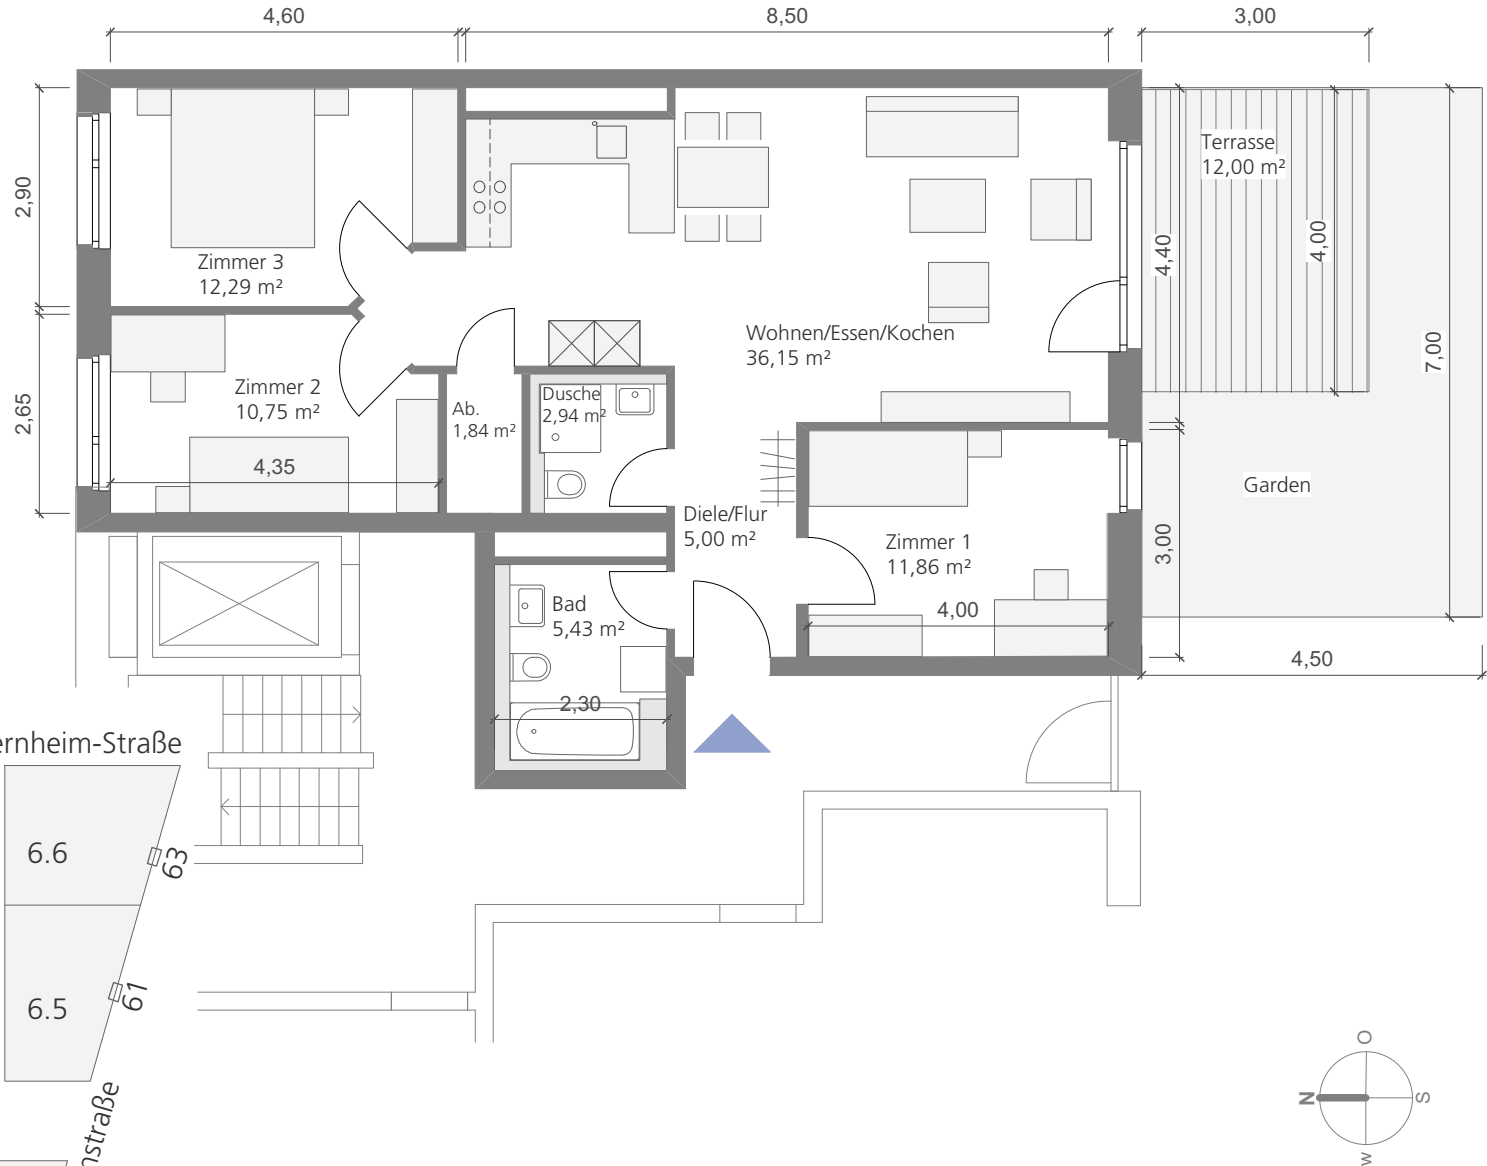 4,60
8,50
3,00
2,90
2,65
Zimmer 3
12,29 m²
Zimmer 2
10,75 m²
4,35
Ab.
1,84 m²
Dusche
2,94 m²
Wohnen/Essen/Kochen
36,15 m²
Terrasse
12,00 m²
4,40
4,00
7,00
Garden
Diele/Flur
5,00 m²
Zimmer 1
11,86 m²
4,00
3,00
4,50
Bad
5,43 m²
2,30
ernheim-Straße
6.6
63
6.5
61
nstraße
O
N
S
W